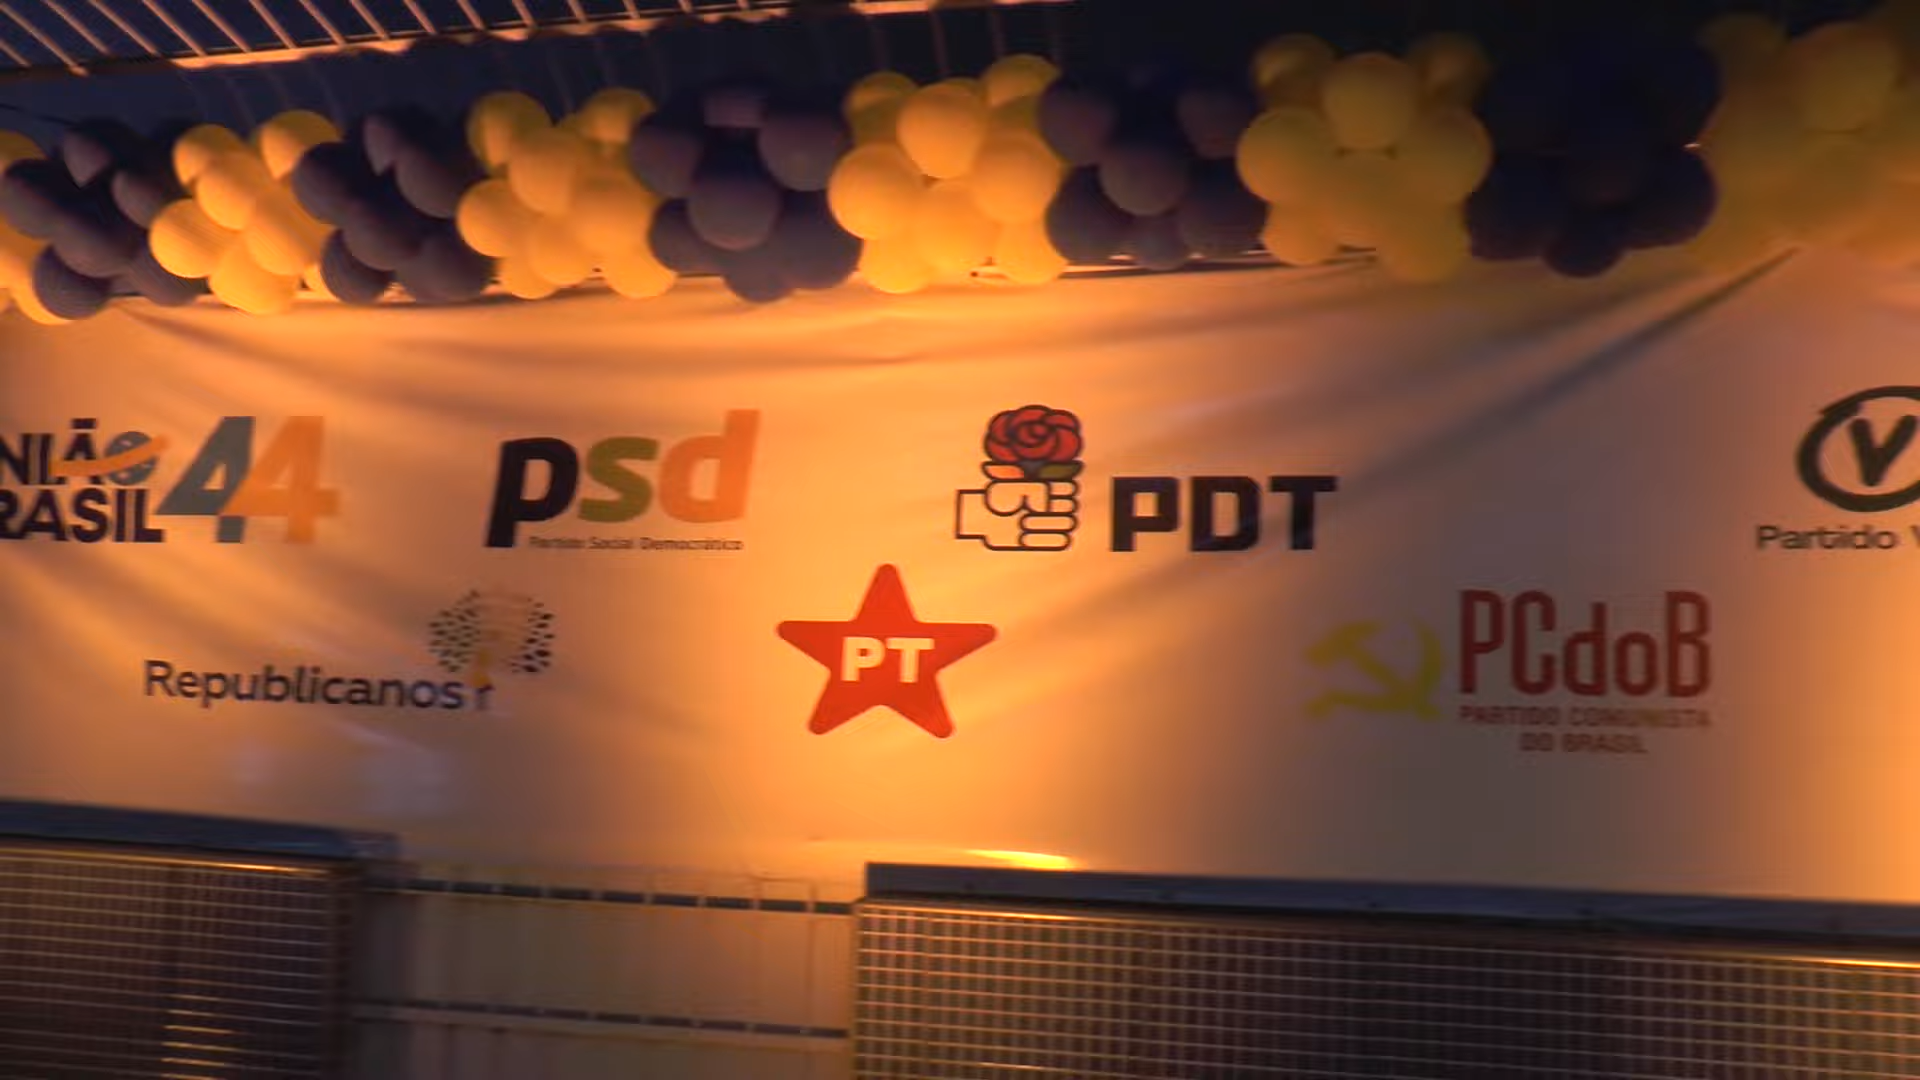 NIÃO
RASIL 44
psd
Partido Social Democrático
PDT
V
Partido V
Republicanos r
PT
PCdoB
PARTIDO COMUNISTA
DO BRASIL